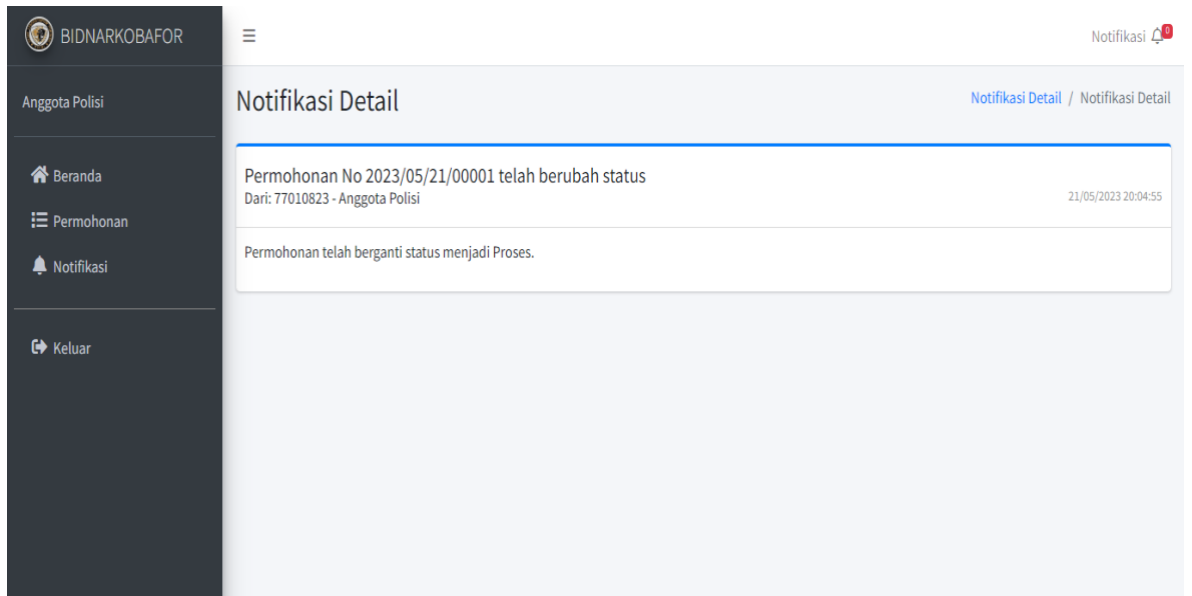 BIDNARKOBAFOR
Notifikasi 0
Anggota Polisi
Beranda
Permohonan
Notifikasi
Keluar
Notifikasi Detail
Notifikasi Detail / Notifikasi Detail
Permohonan No 2023/05/21/00001 telah berubah status
Dari: 77010823 - Anggota Polisi
21/05/2023 20:04:55
Permohonan telah berganti status menjadi Proses.